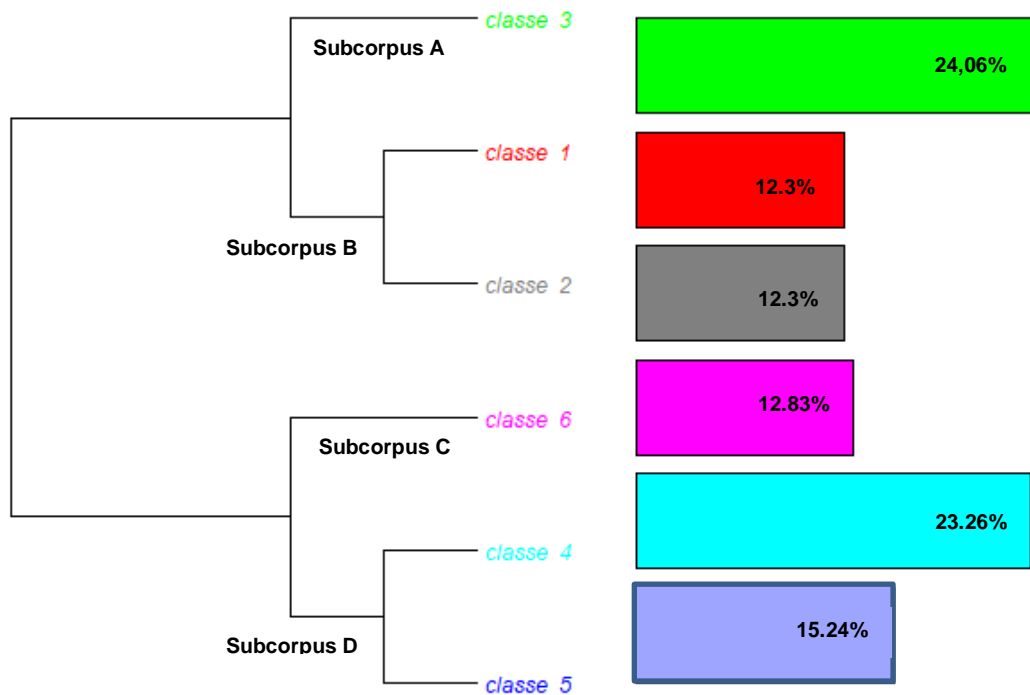 classe 3
Subcorpus A
24,06%
classe 1
12.3%
Subcorpus B
classe 2
12.3%
classe 6
12.83%
Subcorpus C
classe 4
23.26%
Subcorpus D
15.24%
classe 5